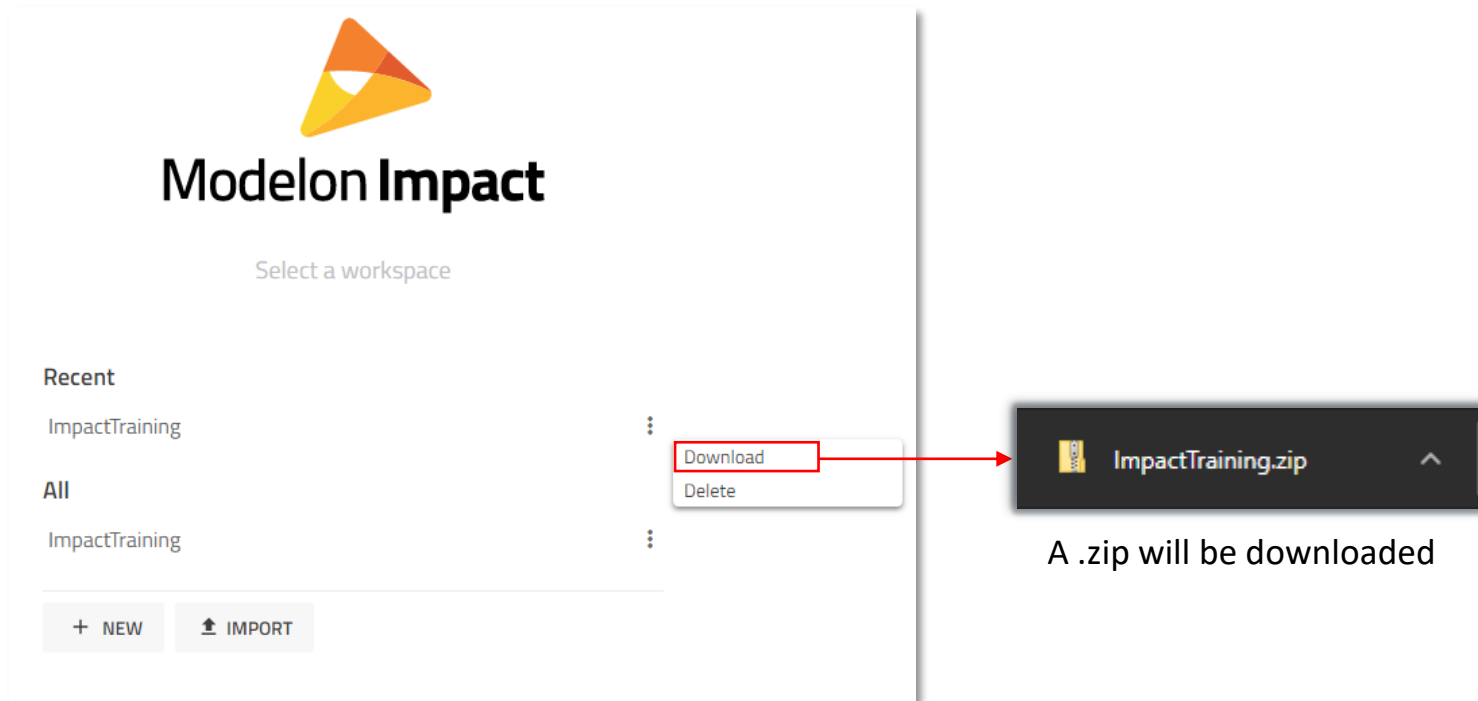 Modelon Impact
Select a workspace
Recent
ImpactTraining
Download
Delete
All
ImpactTraining
+ NEW
IMPORT
ImpactTraining.zip
A .zip will be downloaded